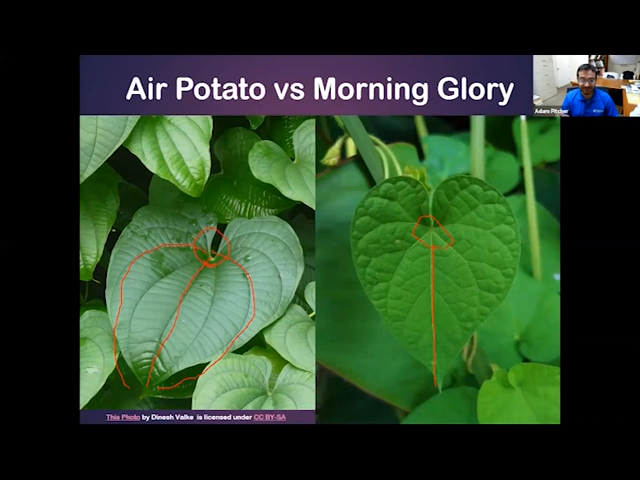 Air Potato vs Morning Glory
Adam Pitcher
This Photo by Dinesh Valke is licensed under CC BY-SA